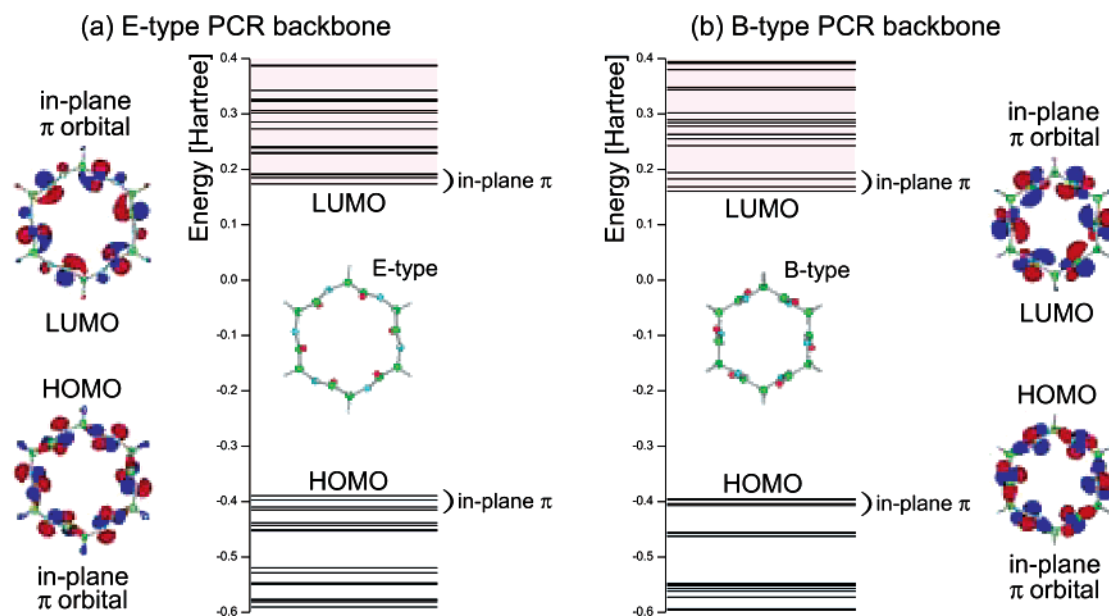 (a) E-type PCR backbone
in-plane
π orbital
LUMO
HOMO
in-plane
π orbital
Energy [Hartree]
0.4
0.3
0.2
0.1
0.0
-0.1
-0.2
-0.3
-0.4
-0.5
-0.6
in-plane π
LUMO
E-type
HOMO
in-plane π
(b) B-type PCR backbone
Energy [Hartree]
0.4
0.3
0.2
0.1
0.0
-0.1
-0.2
-0.3
-0.4
-0.5
-0.6
in-plane π
LUMO
B-type
HOMO
in-plane π
in-plane
π orbital
LUMO
HOMO
in-plane
π orbital